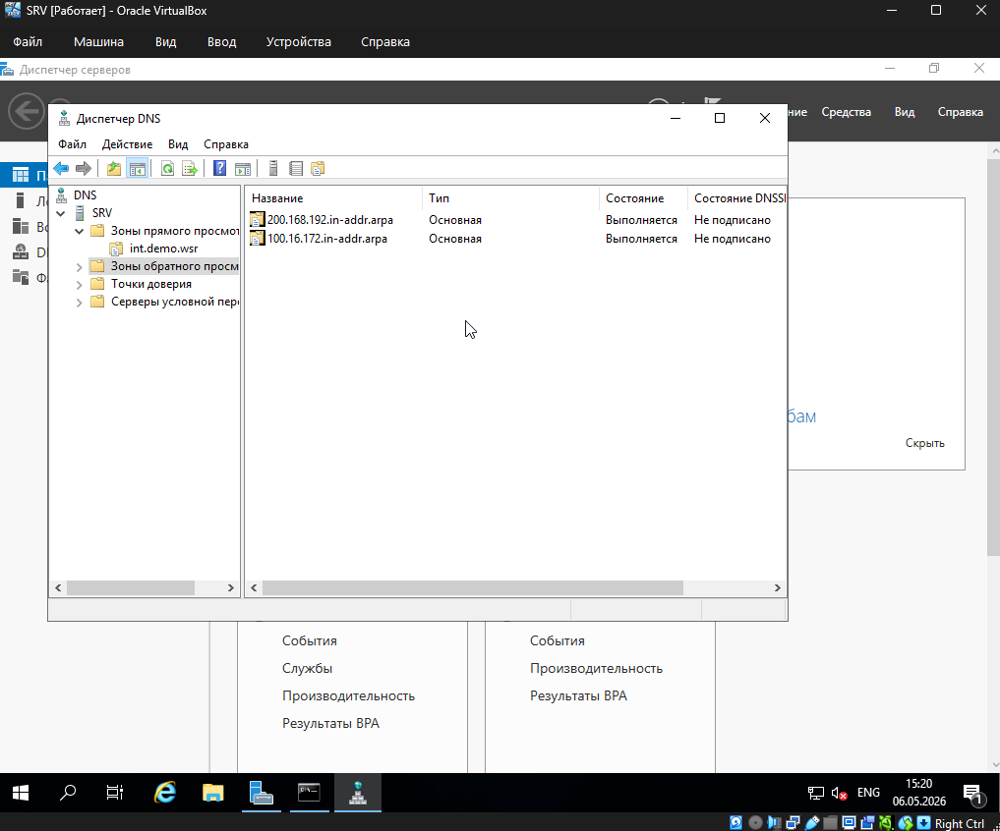 SRV [Работает] - Oracle VirtualBox
Файл Машина Вид Ввод Устройства Справка
Диспетчер серверов
Средства Вид Справка
Диспетчер DNS
Файл Действие Вид Справка
DNS
SRV
Зоны прямого просмот
int.demo.wsr
Зоны обратного просм
Точки доверия
Серверы условной пере
Название Тип Состояние Состояние DNSSI
200.168.192.in-addr.arpa Основная Выполняется Не подписано
100.16.172.in-addr.arpa Основная Выполняется Не подписано
бам
Скрыть
События
Службы
Производительность
Результаты BPA
События
Производительность
Результаты BPA
ENG
15:20
06.05.2026
1
Right Ctrl